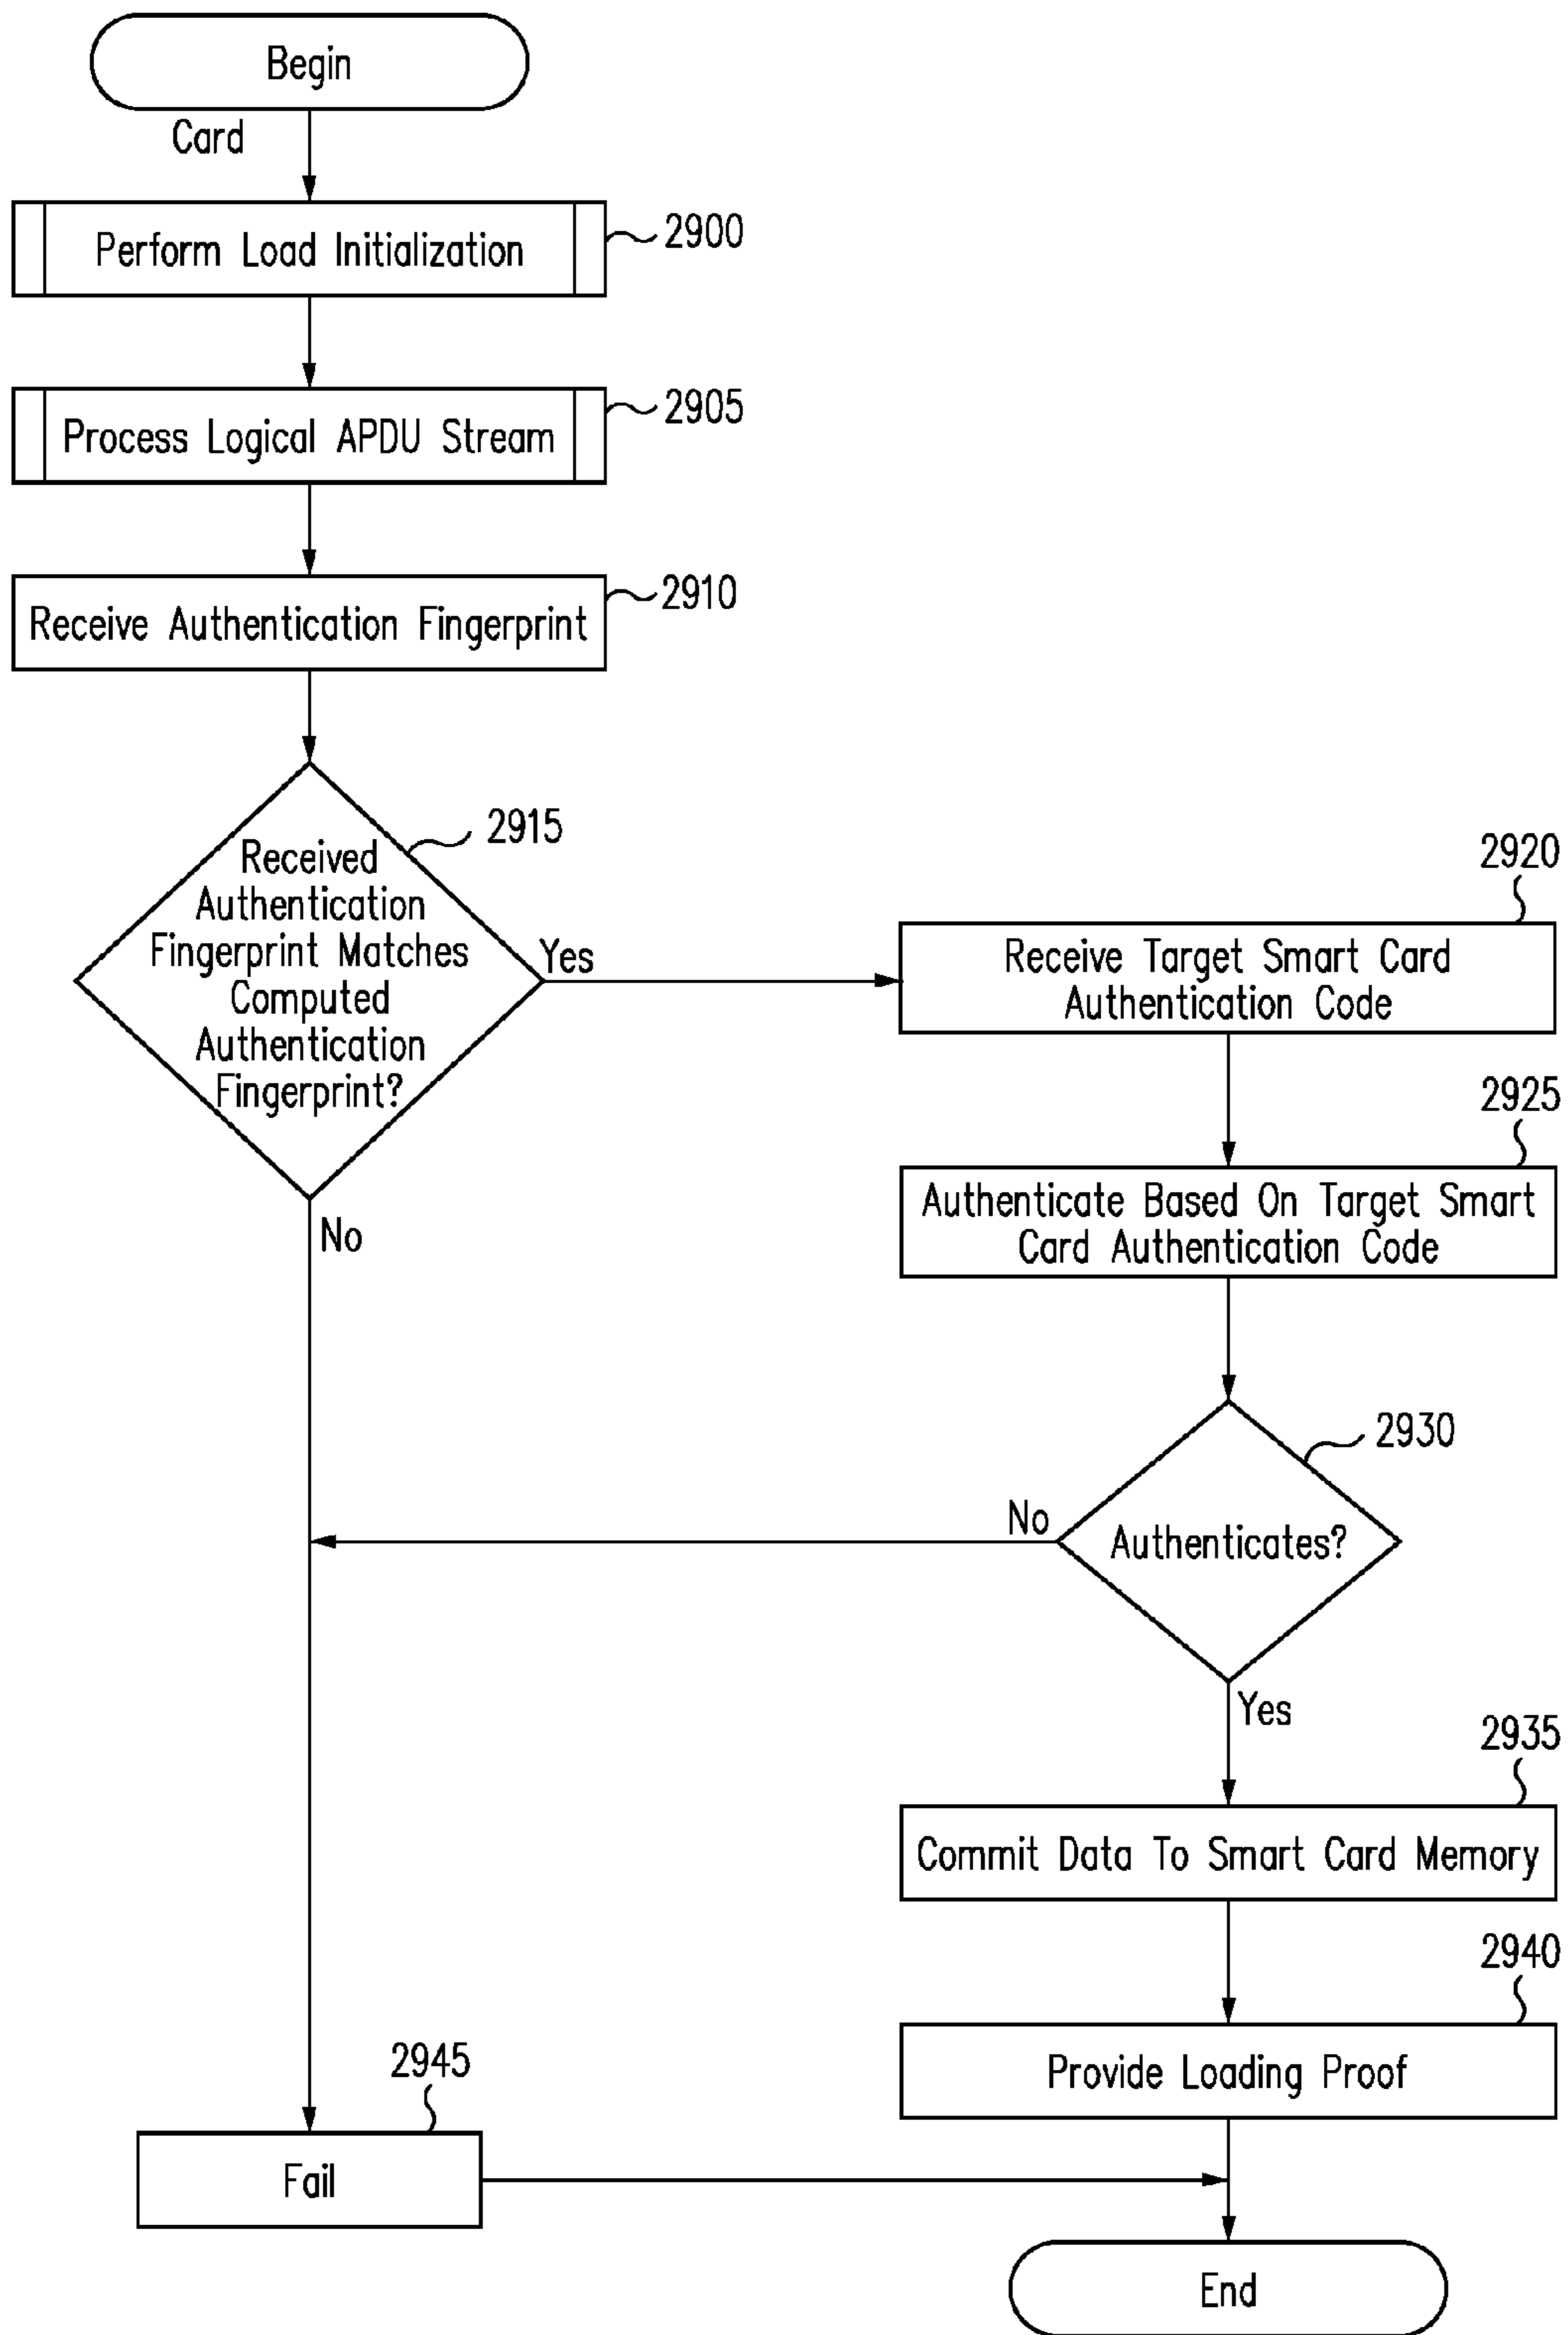 Begin
Card
Perform Load Initialization
2900
Process Logical APDU Stream
2905
Receive Authentication Fingerprint
2910
2915
Received
Authentication
Fingerprint Matches
Computed
Authentication
Fingerprint?
Yes
No
2920
Receive Target Smart Card
Authentication Code
2925
Authenticate Based On Target Smart
Card Authentication Code
2930
Authenticates?
No
Yes
2935
Commit Data To Smart Card Memory
2940
Provide Loading Proof
2945
Fail
End